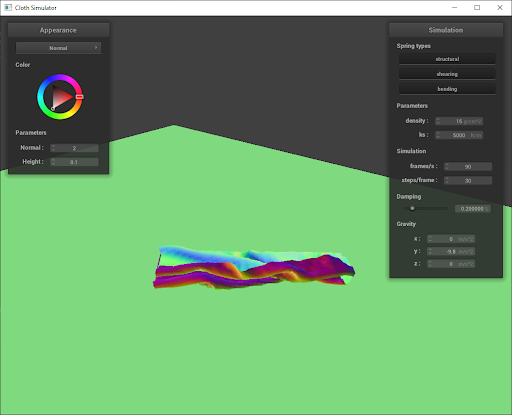 Cloth Simulator
Appearance
Normal
Color
Parameters
Normal : 2
Height : 0.1
Simulation
Spring types
structural
shearing
bending
Parameters
density : 15 g/cm^2
ks : 5000 N/m
Simulation
frames/s : 90
steps/frame : 30
Damping
0.200000 %
Gravity
x : 0 m/s^2
y : -9.8 m/s^2
z : 0 m/s^2